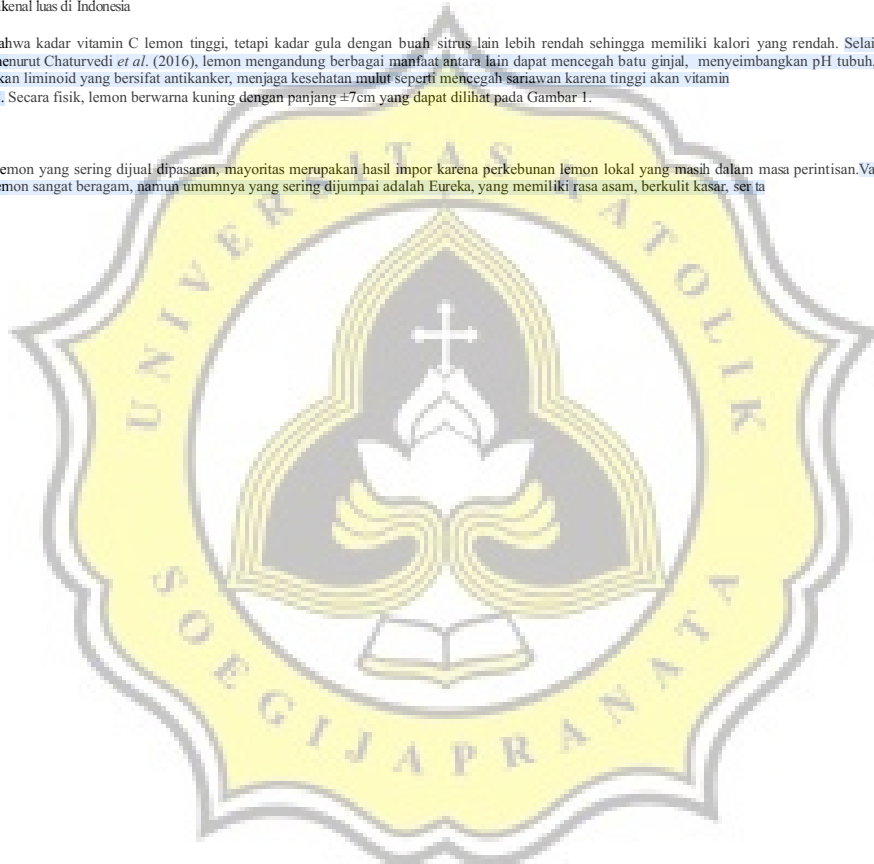 kenal luas di Indonesia
ahwa kadar vitamin C lemon tinggi, tetapi kadar gula dengan buah sitrus lain lebih rendah sehingga memiliki kalori yang rendah. Selai
nenurut Chaturvedi et al. (2016), lemon mengandung berbagai manfaat antara lain dapat mencegah batu ginjal, menyeimbangkan pH tubuh,
kan liminoid yang bersifat antikanker, menjaga kesehatan mulut seperti mencegah sariawan karena tinggi akan vitamin
. Secara fisik, lemon berwarna kuning dengan panjang ±7cm yang dapat dilihat pada Gambar 1.
emon yang sering dijual dipasaran, mayoritas merupakan hasil impor karena perkebunan lemon lokal yang masih dalam masa perintisan.Va
emon sangat beragam, namun umumnya yang sering dijumpai adalah Eureka, yang memiliki rasa asam, berkulit kasar, ser ta
UNIVERSITAS KATOLIK
SOEGIJAPRANATA